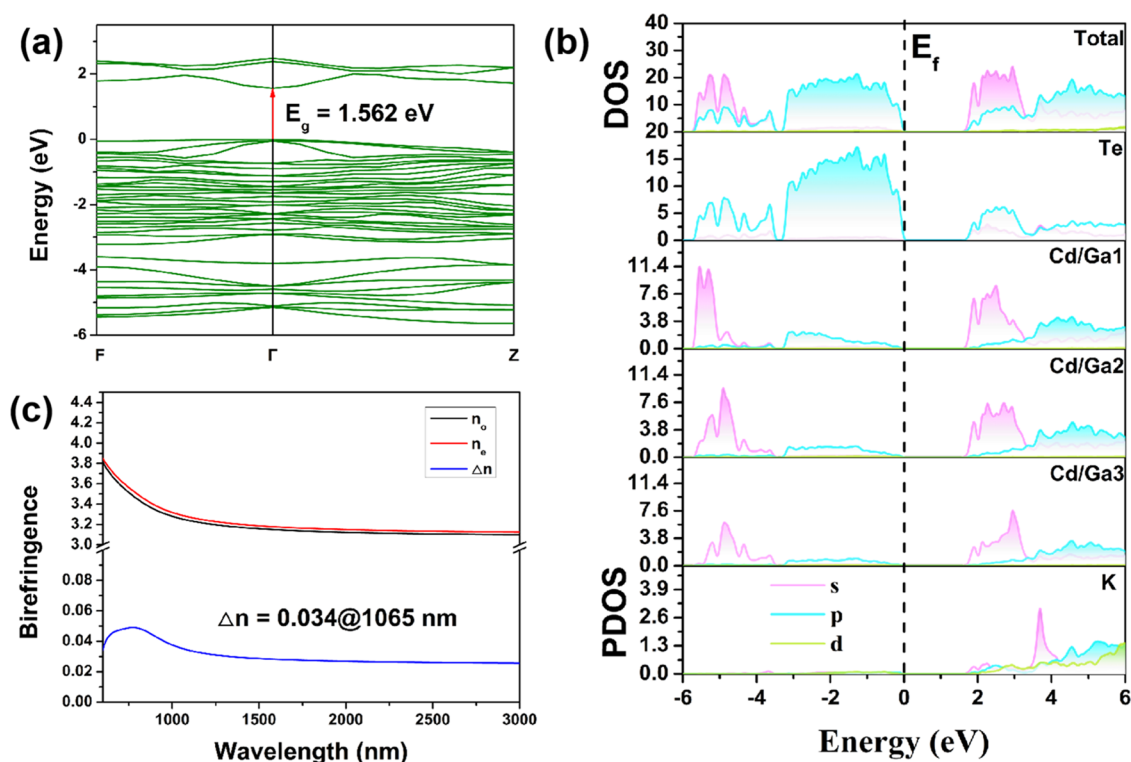 (a)
Energy (eV)
2
0
-2
-4
-6
E_g = 1.562 eV
F
Γ
Z
(b)
DOS
PDOS
E_f
40
30
20
10
20
Total
15
10
5
0
Te
11.4
7.6
3.8
0.0
Cd/Ga1
11.4
7.6
3.8
0.0
Cd/Ga2
11.4
7.6
3.8
0.0
Cd/Ga3
3.9
2.6
1.3
0.0
K
s
p
d
-6
-4
-2
0
2
4
6
Energy (eV)
(c)
Birefringence
4.4
4.2
4.0
3.8
3.6
3.4
3.2
3.0
0.08
0.06
0.04
0.02
0.00
n_o
n_e
△n
△n = 0.034@1065 nm
1000
1500
2000
2500
3000
Wavelength (nm)